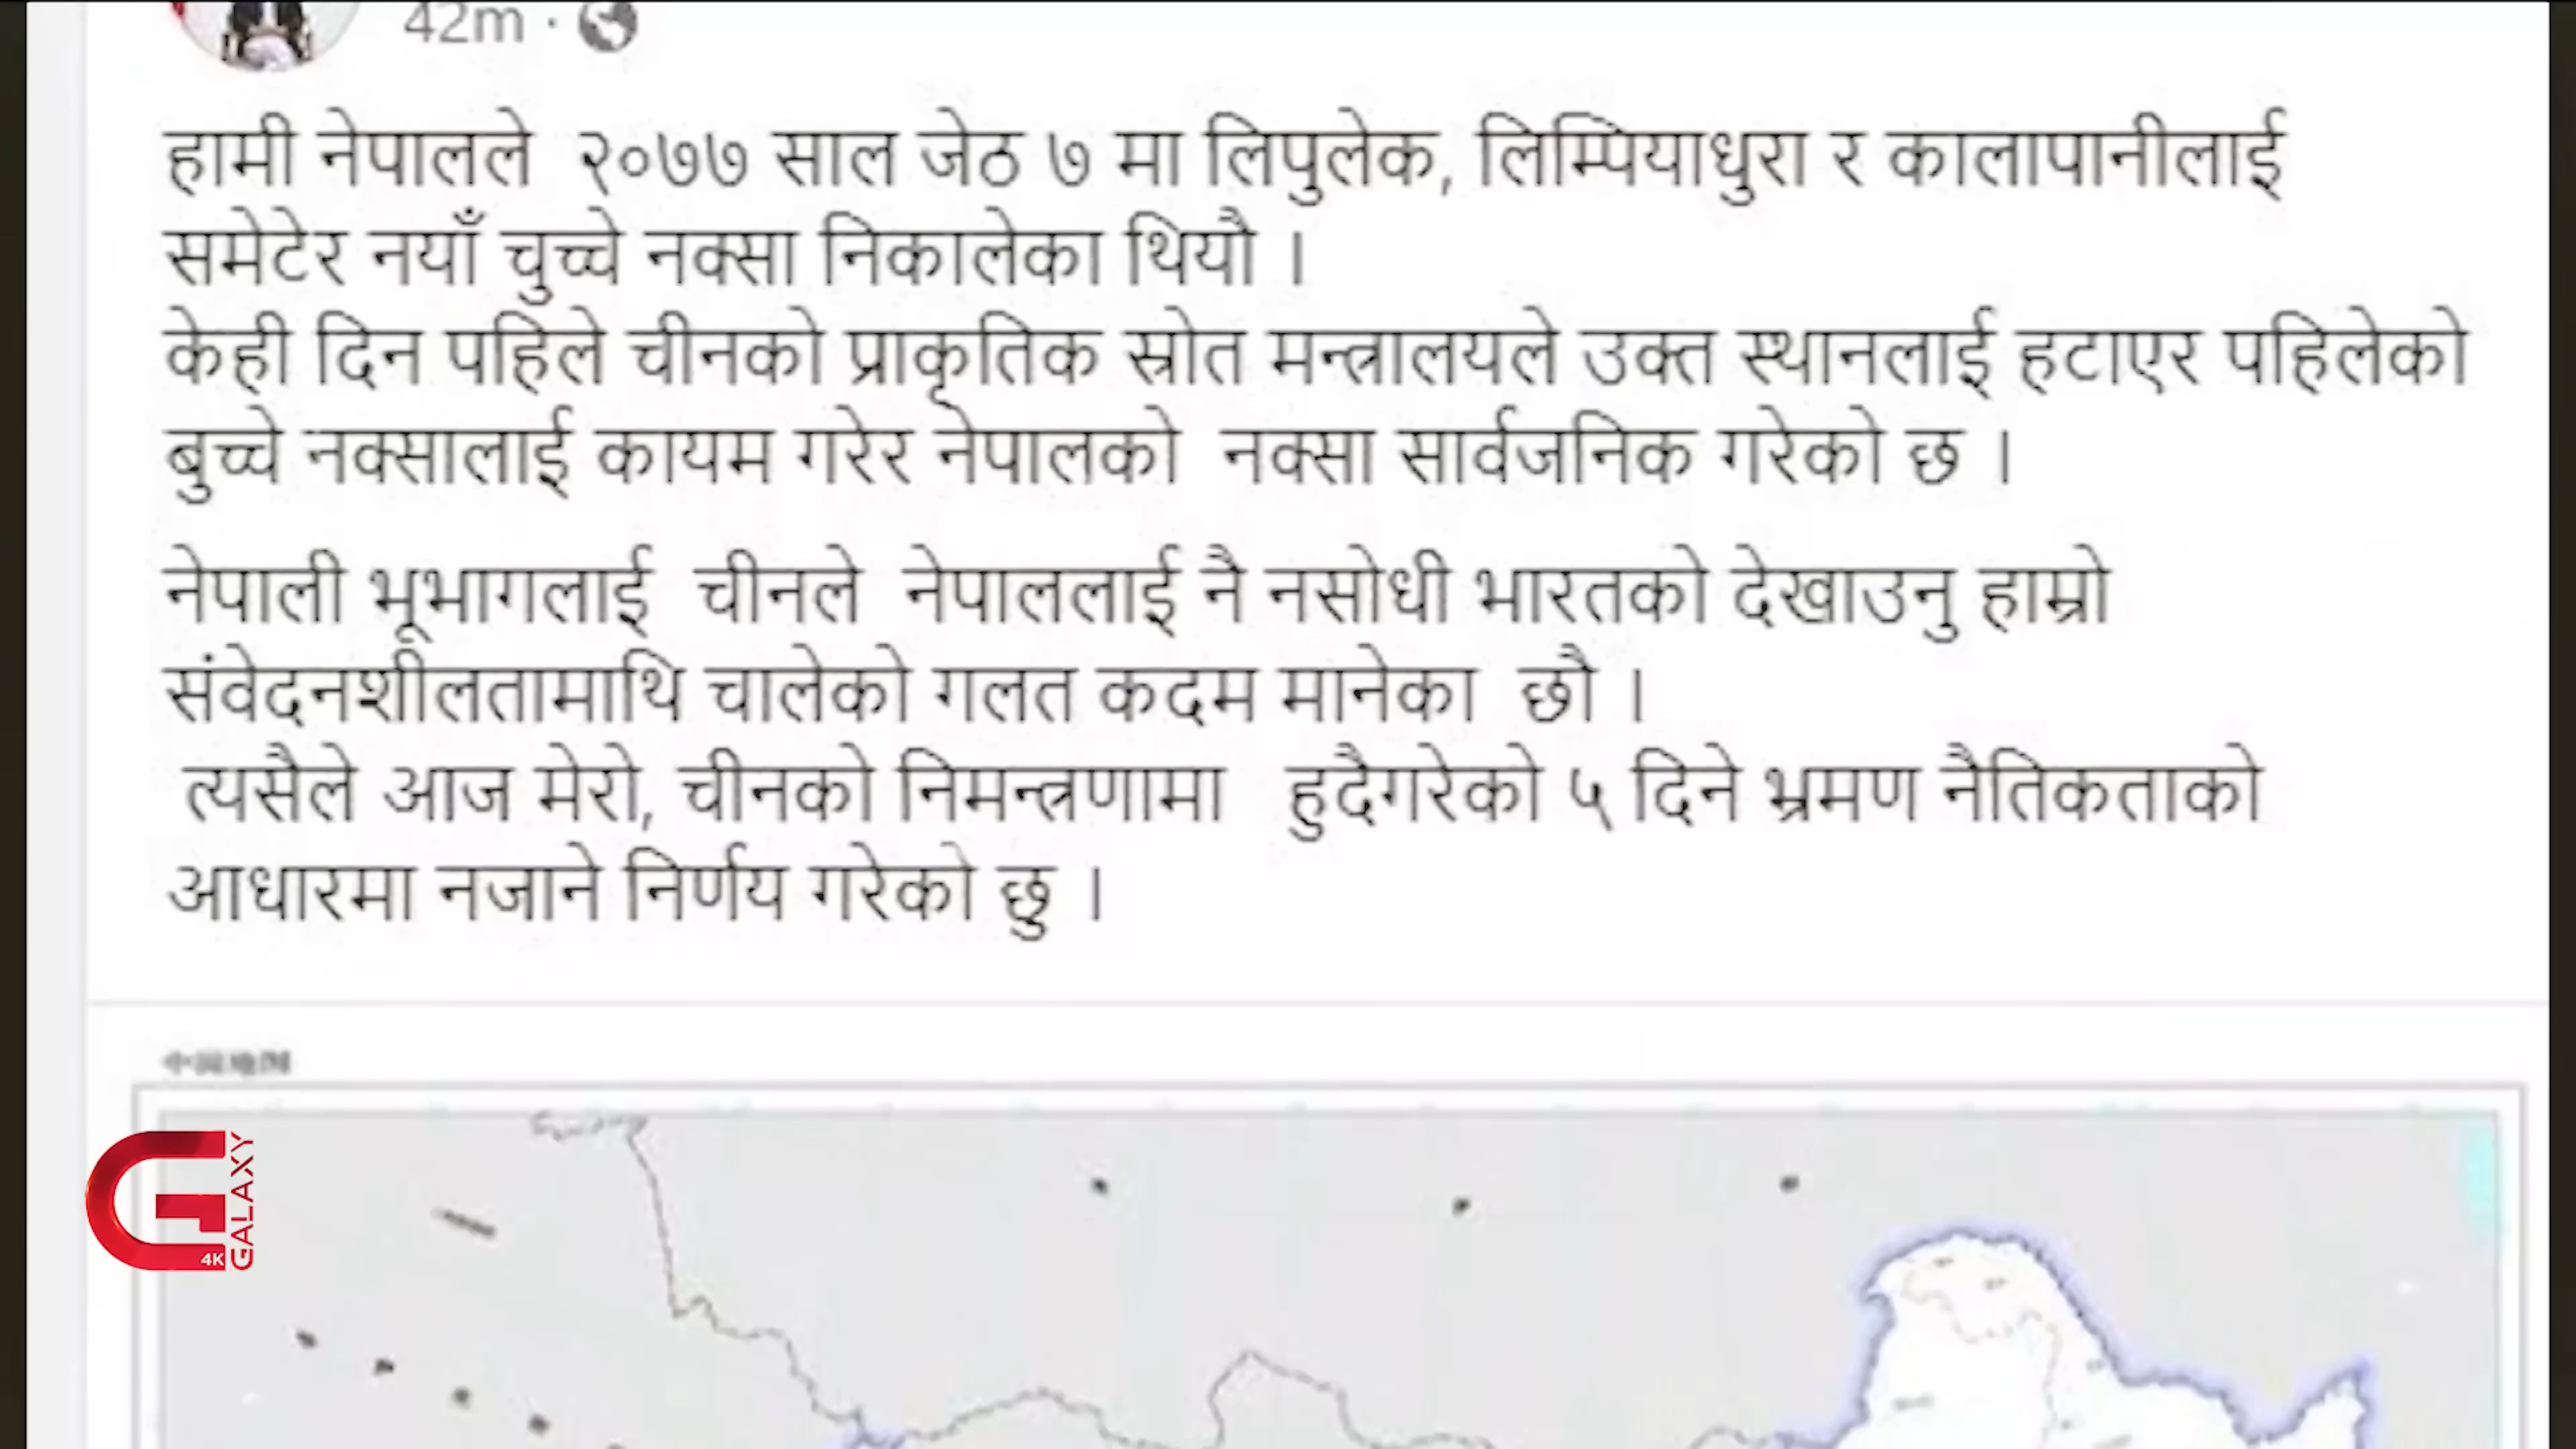 42m ·
हामी नेपालले २०७७ साल जेठ ७ मा लिपुलेक, लिम्पियाधुरा र कालापानीलाई
समेटेर नयाँ चुच्चे नक्सा निकालेका थियौ ।
केही दिन पहिले चीनको प्राकृतिक स्रोत मन्त्रालयले उक्त स्थानलाई हटाएर पहिलेको
बुच्चे नक्सालाई कायम गरेर नेपालको नक्सा सार्वजनिक गरेको छ ।
नेपाली भूभागलाई चीनले नेपाललाई नै नसोधी भारतको देखाउनु हाम्रो
संवेदनशीलतामाथि चालेको गलत कदम मानेका छौ ।
त्यसैले आज मेरो, चीनको निमन्त्रणामा हुदैगरेको ५ दिने भ्रमण नैतिकताको
आधारमा नजाने निर्णय गरेको छु ।
GALAXY
4K